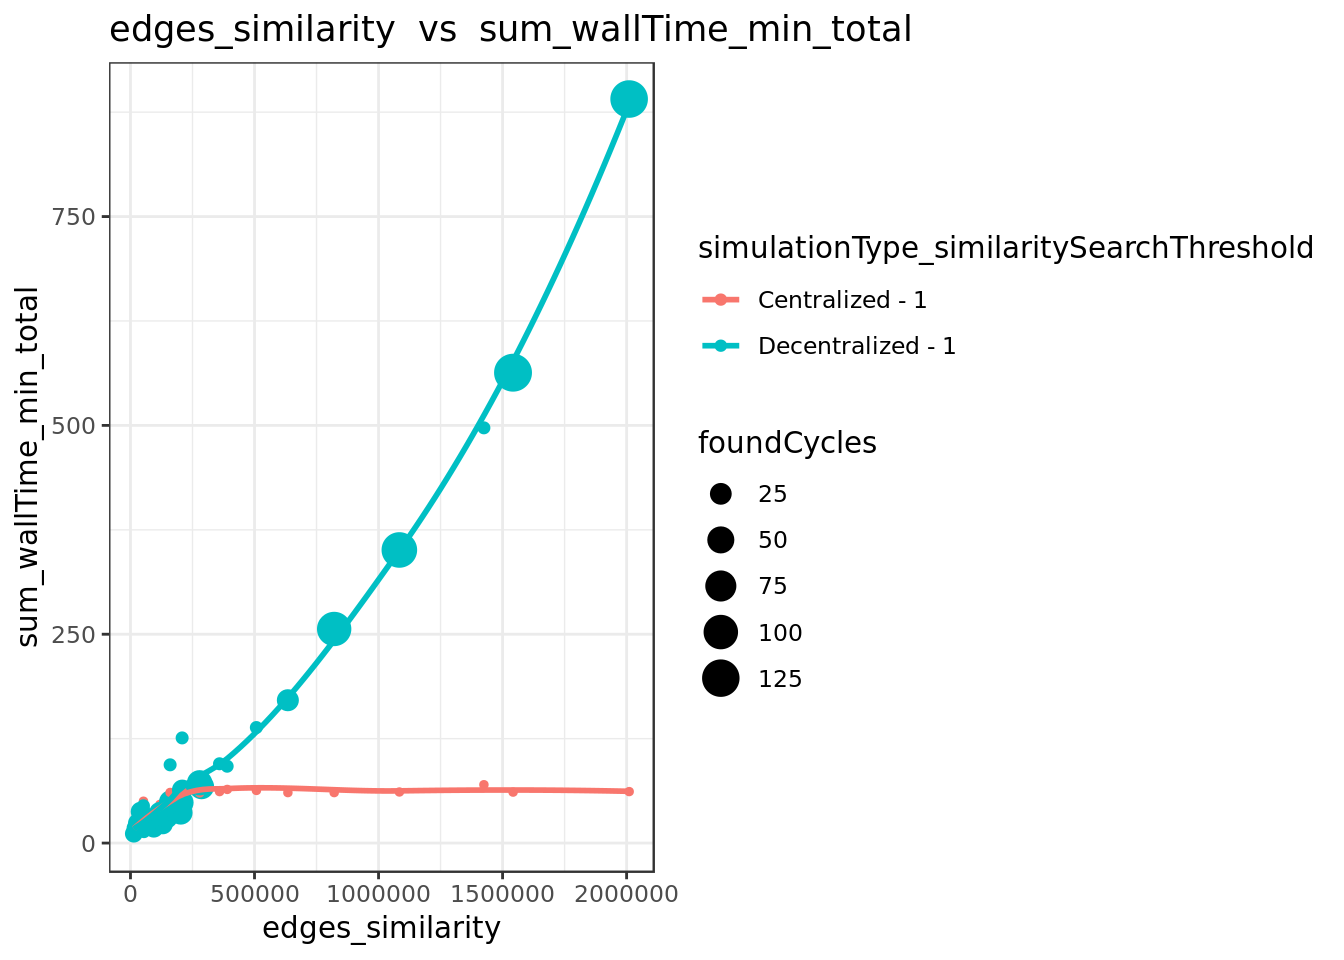 edges_similarity vs sum_wallTime_min_total
sum_wallTime_min_total
750
500
250
0
0 500000 1000000 1500000 2000000
edges_similarity
simulationType_similaritySearchThreshold
Centralized - 1
Decentralized - 1
foundCycles
25
50
75
100
125